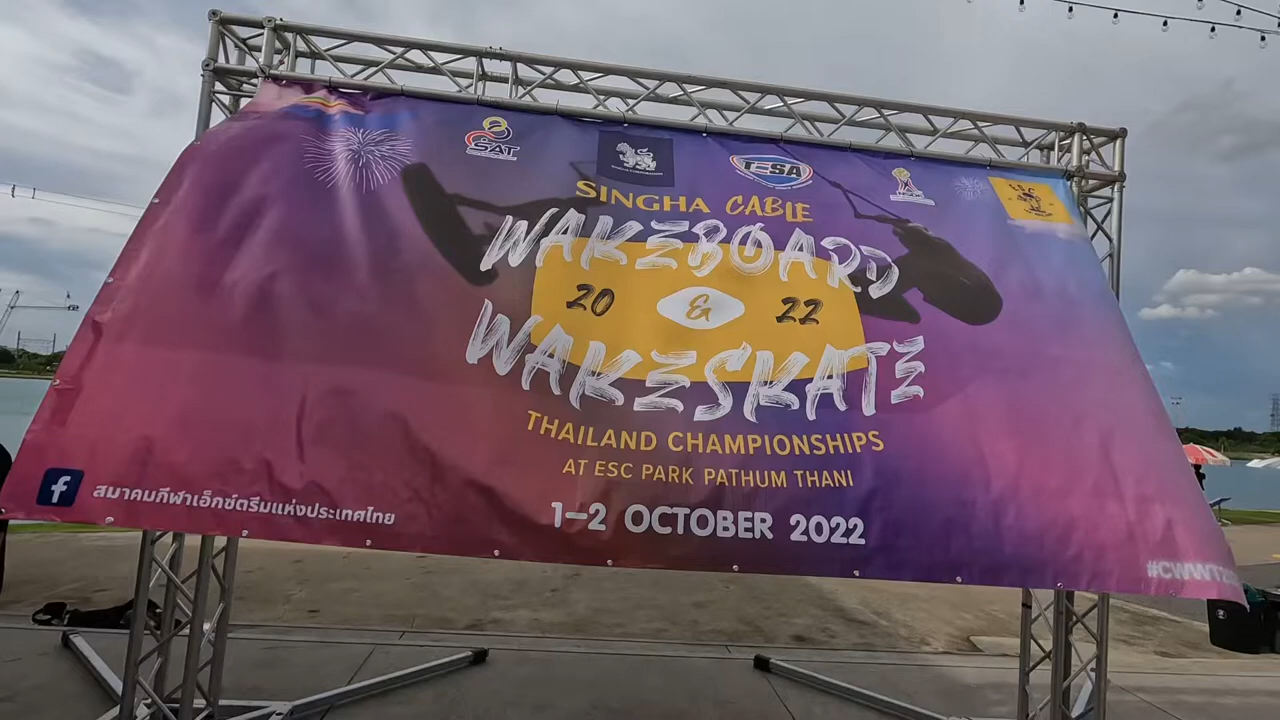 SAT
TESA
ESC
SINGHA CABLE
WAKEBOARD
20 & 22
WAKESKATE
THAILAND CHAMPIONSHIPS
AT ESC PARK PATHUM THANI
1-2 OCTOBER 2022
f สมาคมกีฬาเอ็กซ์ตรีมแห่งประเทศไทย